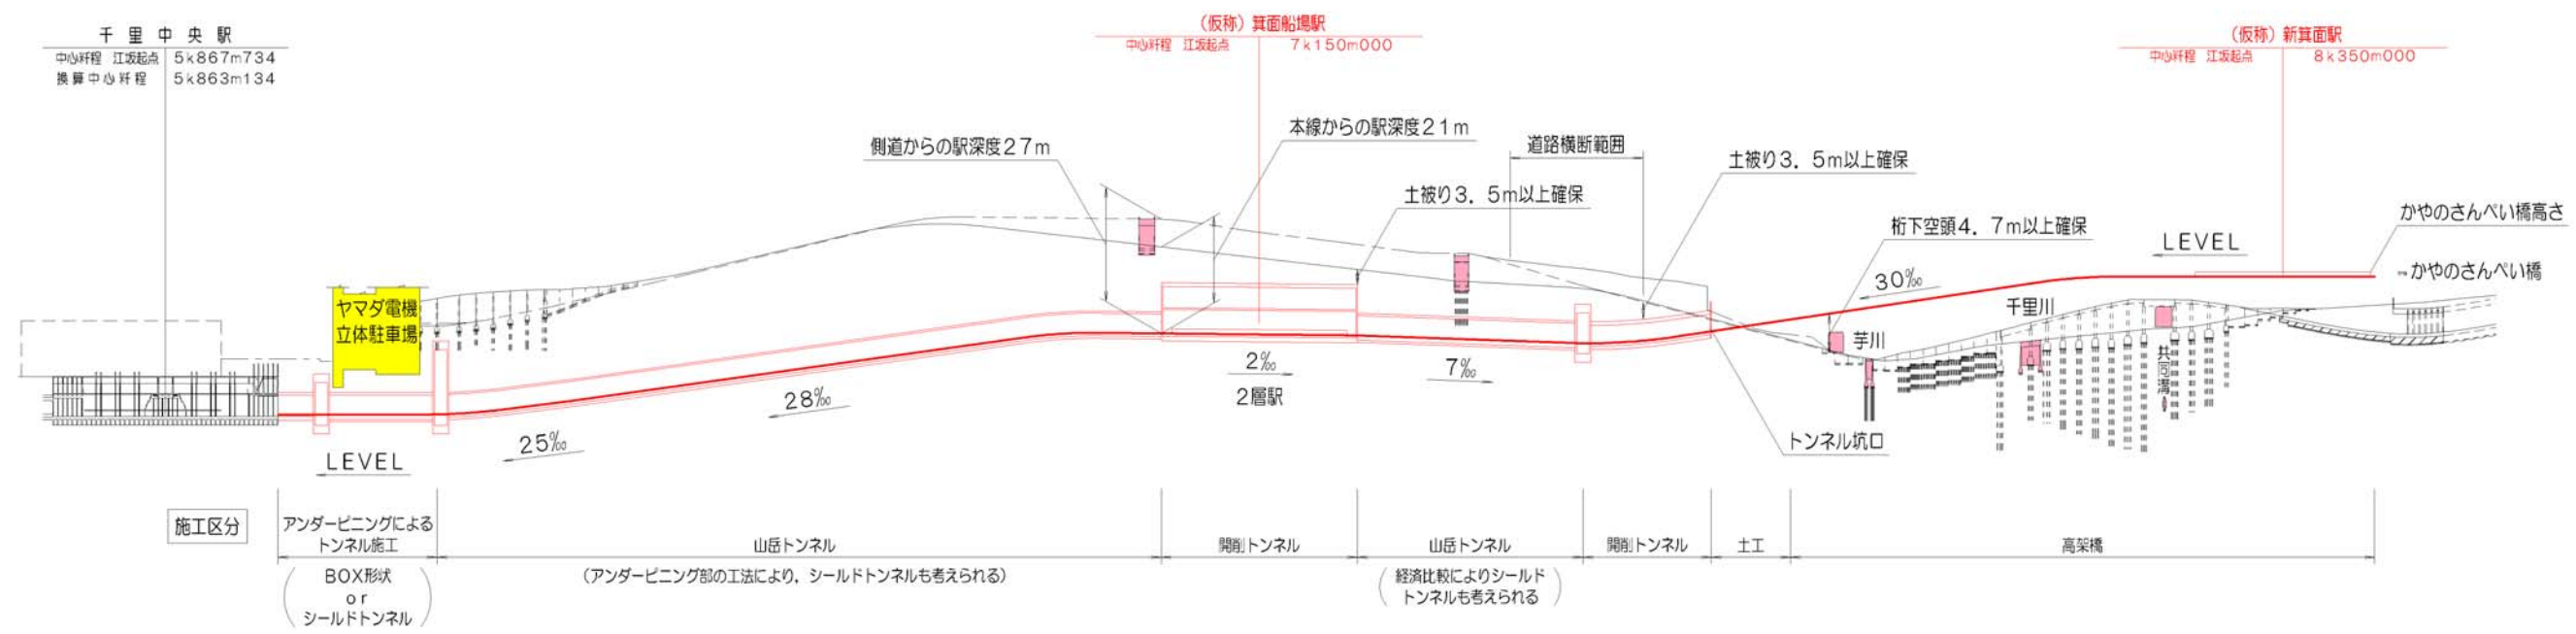 千里中央駅
中心粁程 江坂起点 5k867m734
換算中心粁程 5k863m134
(仮称)箕面船場駅
中心粁程 江坂起点 7k150m000
(仮称)新箕面駅
中心粁程 江坂起点 8k350m000
側道からの駅深度27m
本線からの駅深度21m
道路横断範囲
土被り3.5m以上確保
土被り3.5m以上確保
桁下空頭4.7m以上確保
かやのさんぺい橋高さ
LEVEL
かやのさんぺい橋
30‰
千里川
芋川
共同溝
ヤマダ電機
立体駐車場
2‰
2層駅
7‰
28‰
25‰
LEVEL
トンネル坑口
施工区分
アンダーピニングによる
トンネル施工
山岳トンネル
開削トンネル
山岳トンネル
開削トンネル
土工
高架橋
(BOX形状
or
シールドトンネル)
(アンダーピニング部の工法により,シールドトンネルも考えられる)
(経済比較によりシールド
トンネルも考えられる)